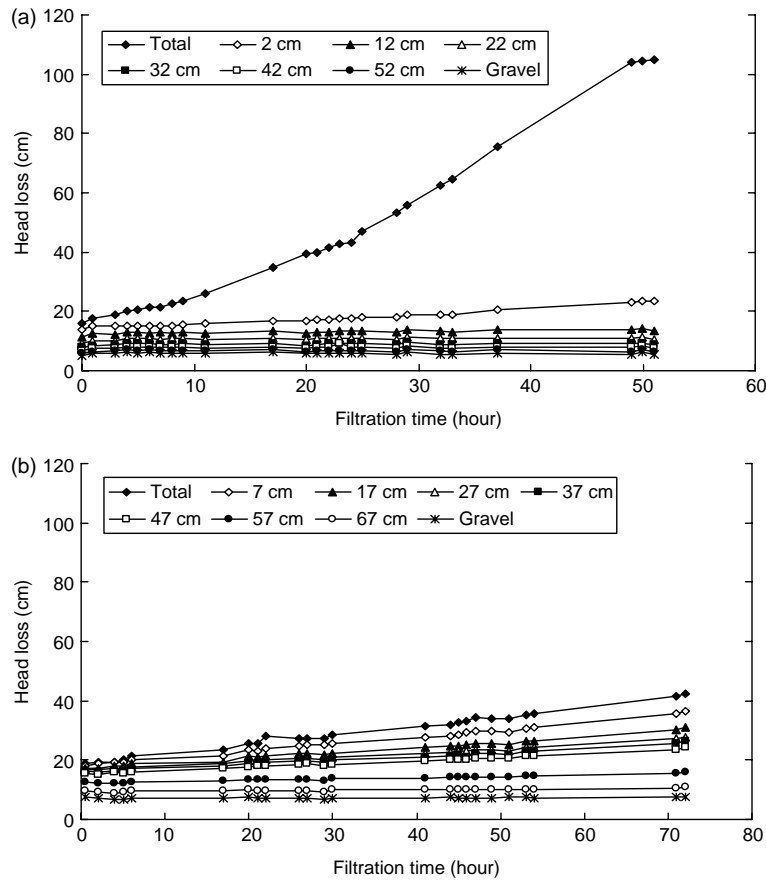 (a)
120
100
80
60
40
20
0
Head loss (cm)
Total 2 cm 12 cm 22 cm
32 cm 42 cm 52 cm Gravel
0 10 20 30 40 50 60
Filtration time (hour)
(b)
120
100
80
60
40
20
0
Head loss (cm)
Total 7 cm 17 cm 27 cm 37 cm
47 cm 57 cm 67 cm Gravel
0 10 20 30 40 50 60 70 80
Filtration time (hour)